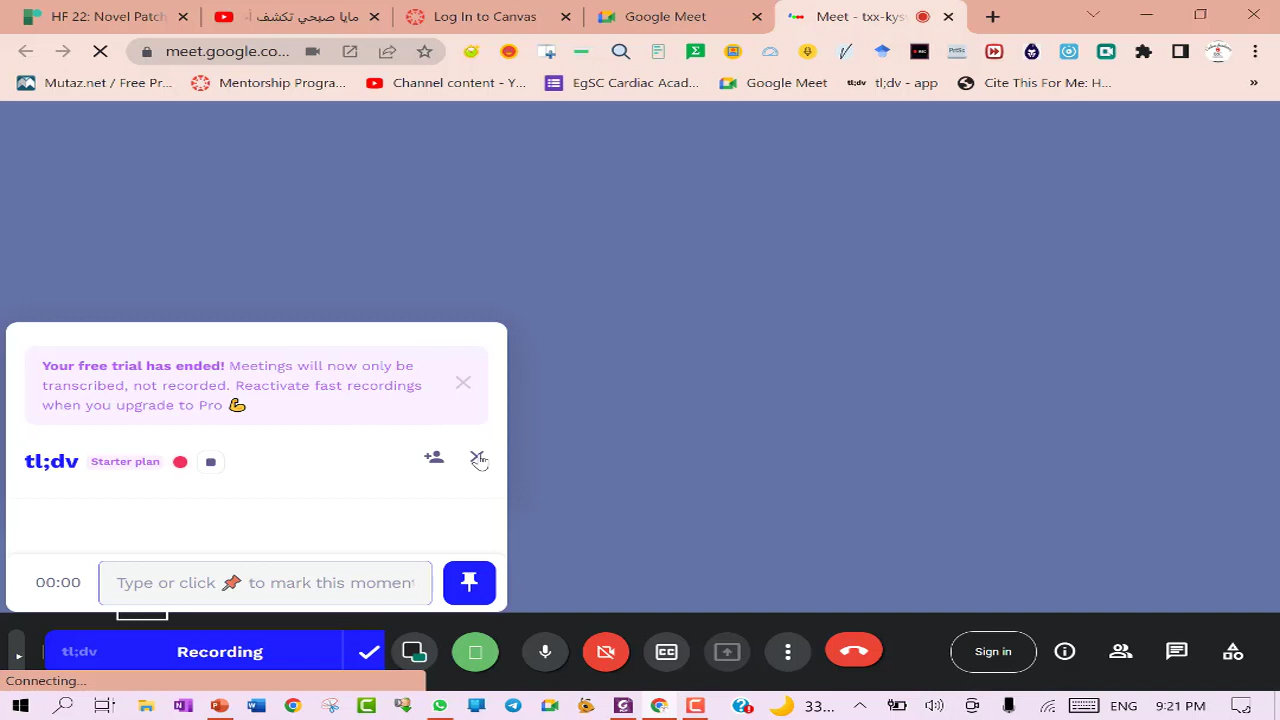 HF 22: Novel Patch
مايا صبحي تكشف أ
Log In to Canvas
Google Meet
Meet - txx-kys
meet.google.co...
Mutaz.net / Free Pr...
Mentorship Progra...
Channel content - Y...
EgSC Cardiac Acad...
Google Meet
tl;dv - app
Cite This For Me: H...
»
Your free trial has ended! Meetings will now only be
transcribed, not recorded. Reactivate fast recordings
when you upgrade to Pro 💪
tl;dv Starter plan
00:00 Type or click 📌 to mark this moment
tl;dv Recording
CC
Sign in
Connecting...
33...
ENG
9:21 PM